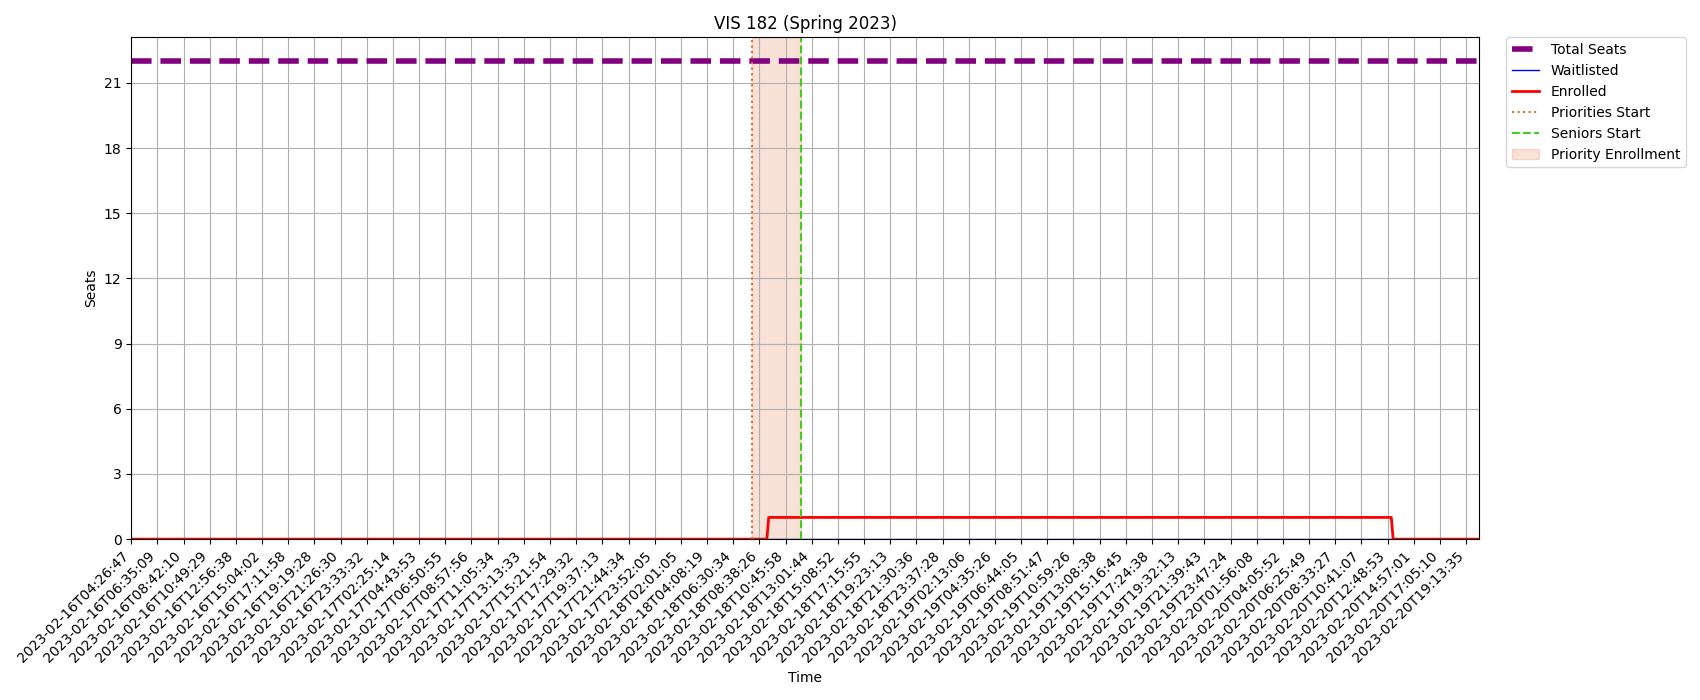 VIS 182 (Spring 2023)
Total Seats
Waitlisted
Enrolled
Priorities Start
Seniors Start
Priority Enrollment
Seats
21
18
15
12
9
6
3
0
2023-02-16T04:26:47
2023-02-16T06:35:09
2023-02-16T08:42:10
2023-02-16T10:49:29
2023-02-16T12:56:38
2023-02-16T15:04:02
2023-02-16T17:11:58
2023-02-16T19:19:28
2023-02-16T21:26:30
2023-02-16T23:33:32
2023-02-17T02:25:14
2023-02-17T04:43:53
2023-02-17T06:50:55
2023-02-17T08:57:56
2023-02-17T11:05:34
2023-02-17T13:13:33
2023-02-17T15:21:54
2023-02-17T17:29:32
2023-02-17T19:37:13
2023-02-17T21:44:34
2023-02-17T23:52:05
2023-02-18T02:01:05
2023-02-18T04:08:19
2023-02-18T06:30:34
2023-02-18T08:38:26
2023-02-18T10:45:58
2023-02-18T13:01:44
2023-02-18T15:08:52
2023-02-18T17:15:55
2023-02-18T19:23:13
2023-02-18T21:30:36
2023-02-18T23:37:28
2023-02-19T02:13:06
2023-02-19T04:35:26
2023-02-19T06:44:05
2023-02-19T08:51:47
2023-02-19T10:59:26
2023-02-19T13:08:38
2023-02-19T15:16:45
2023-02-19T17:24:38
2023-02-19T19:32:13
2023-02-19T21:39:43
2023-02-19T23:47:24
2023-02-20T01:56:08
2023-02-20T04:05:52
2023-02-20T06:25:49
2023-02-20T08:33:27
2023-02-20T10:41:07
2023-02-20T12:48:53
2023-02-20T14:57:01
2023-02-20T17:05:10
2023-02-20T19:13:35
Time